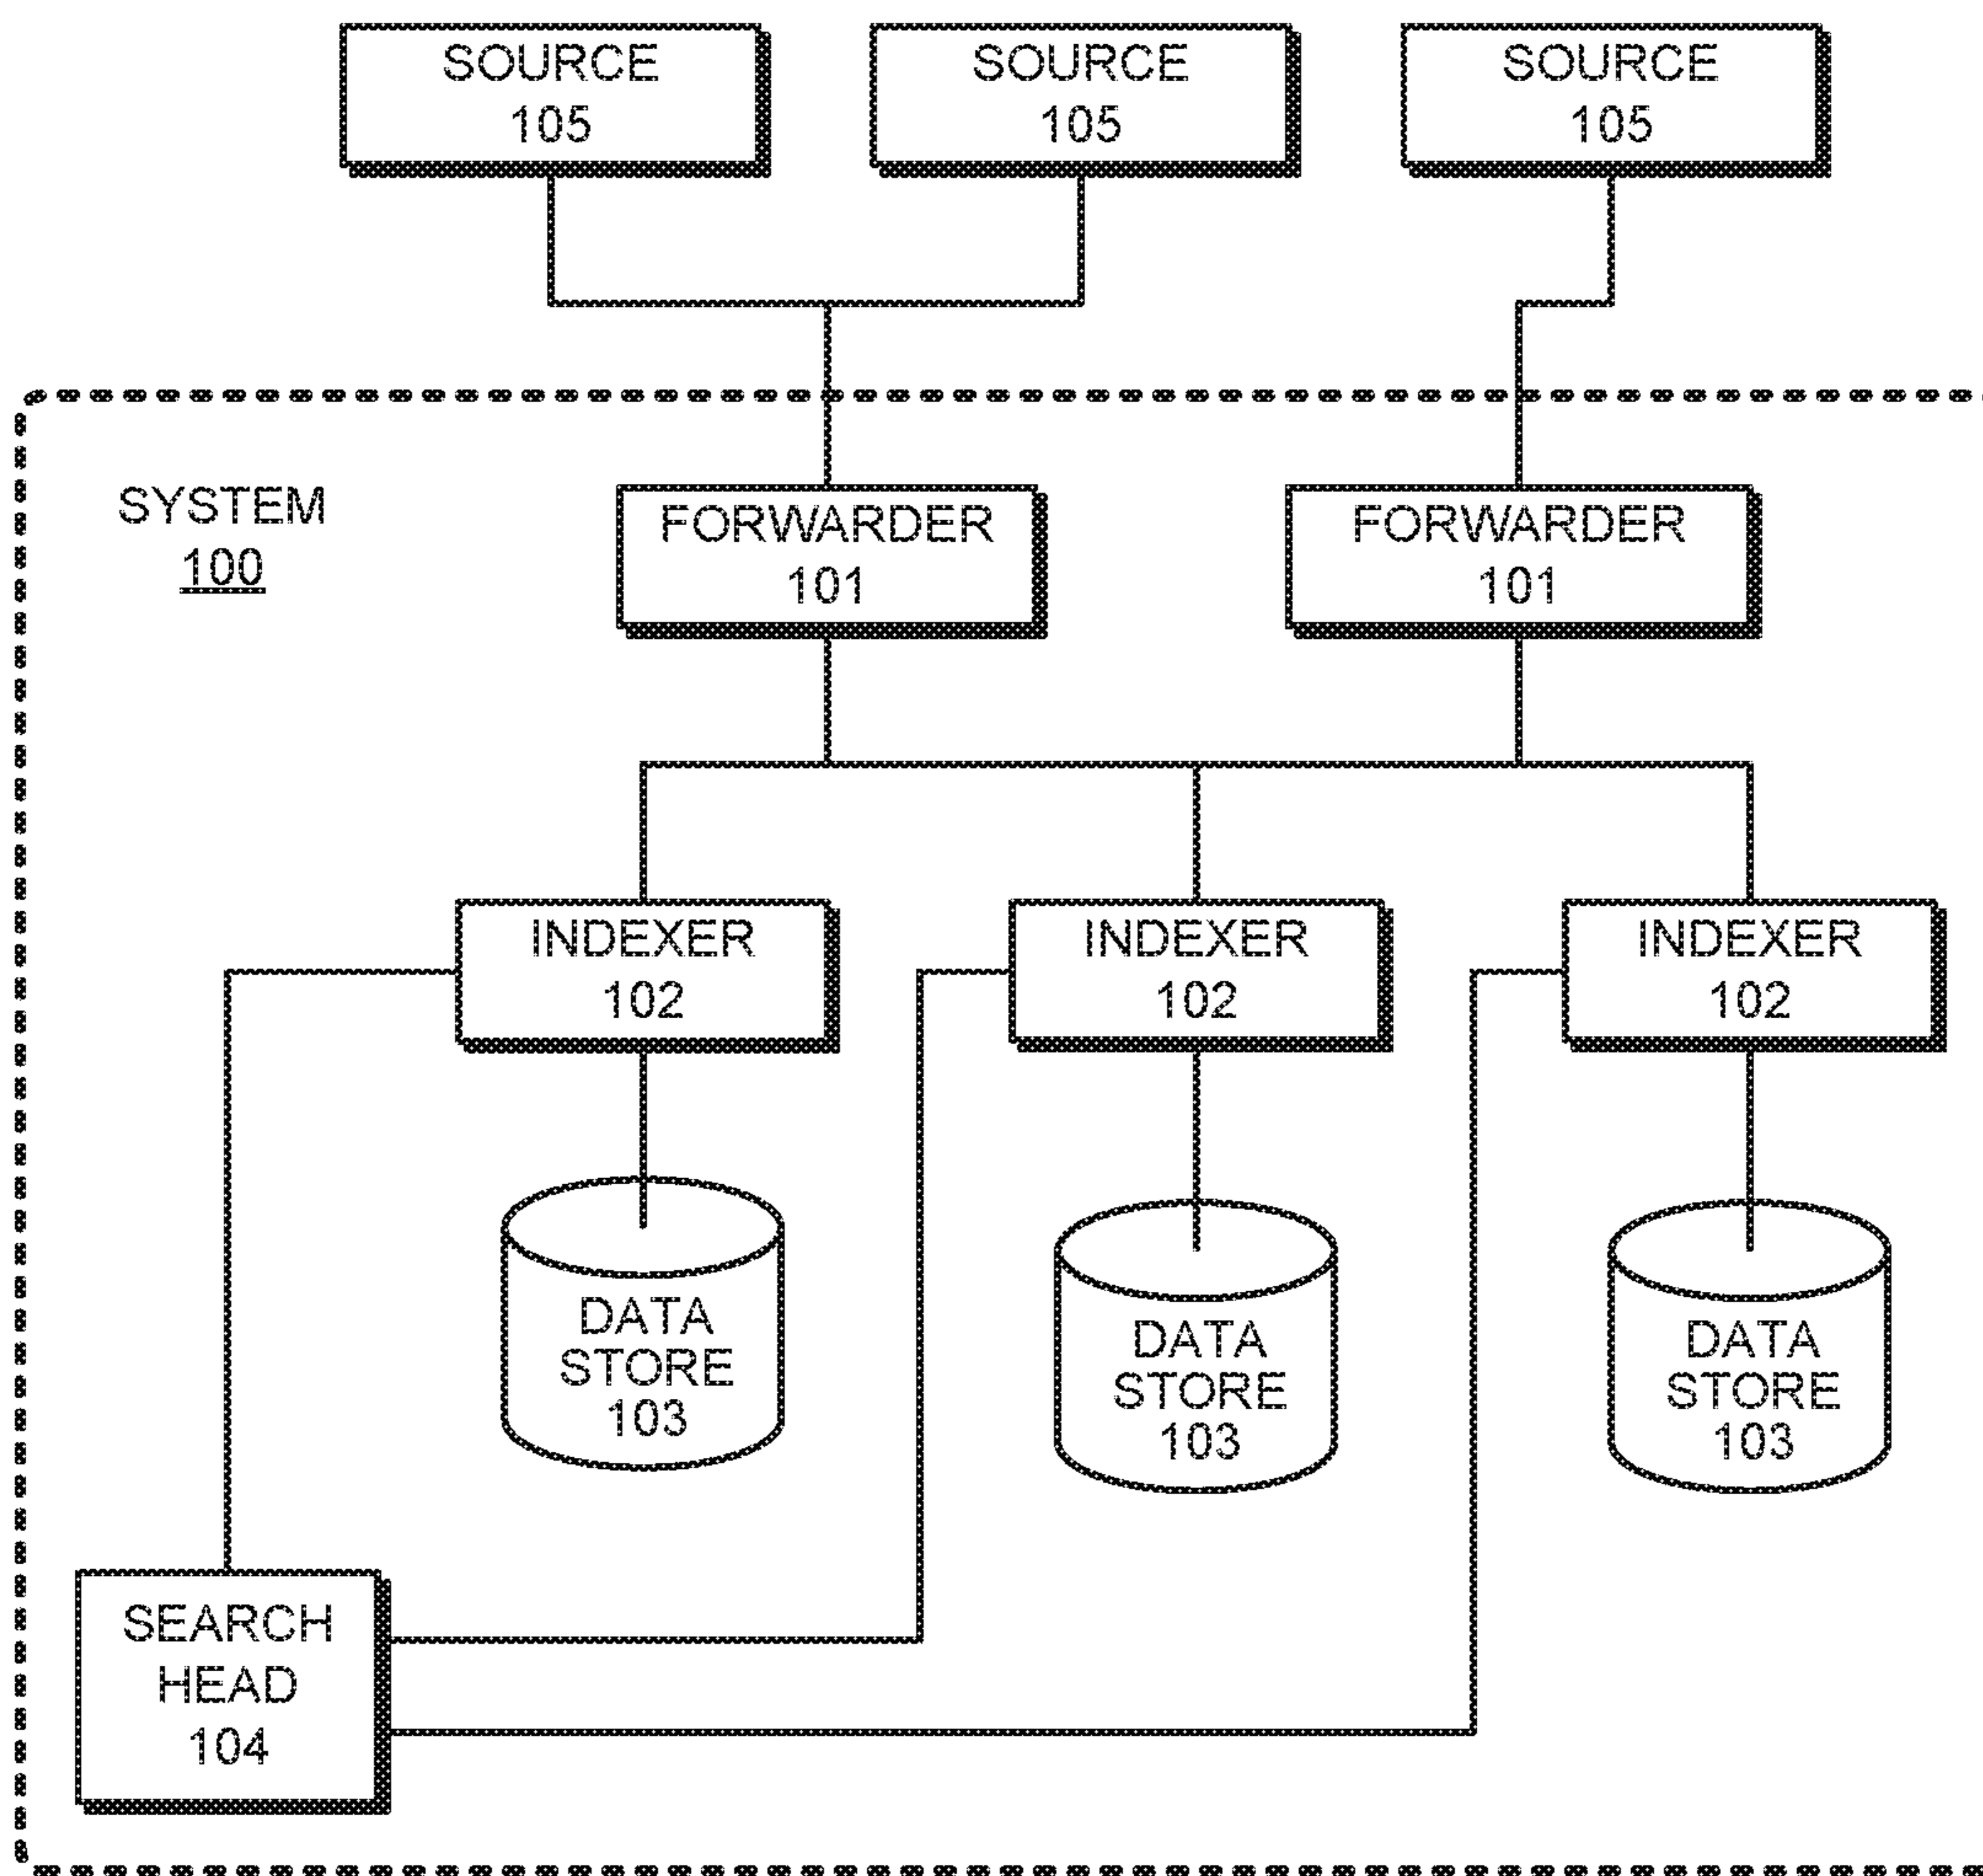 SOURCE
105
SOURCE
105
SOURCE
105
SYSTEM
100
FORWARDER
101
FORWARDER
101
INDEXER
102
INDEXER
102
INDEXER
102
DATA
STORE
103
DATA
STORE
103
DATA
STORE
103
SEARCH
HEAD
104